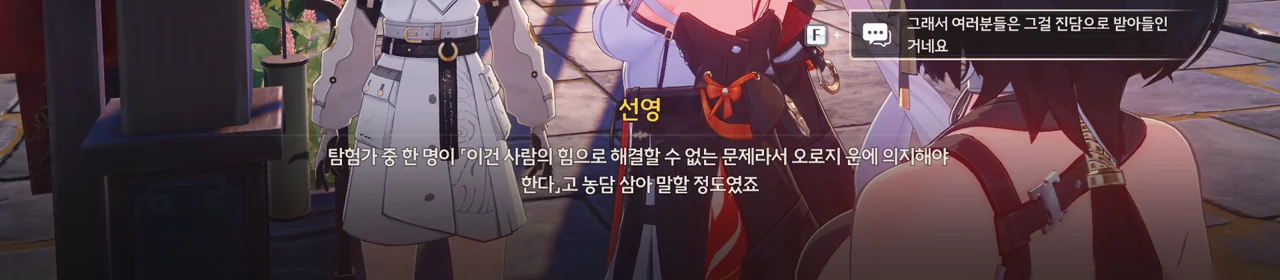 그래서 여러분들은 그걸 진담으로 받아들인
거네요
F
선영
탐험가 중 한 명이 「이건 사람의 힘으로 해결할 수 없는 문제라서 오로지 운에 의지해야
한다」고 농담 삼아 말할 정도였죠